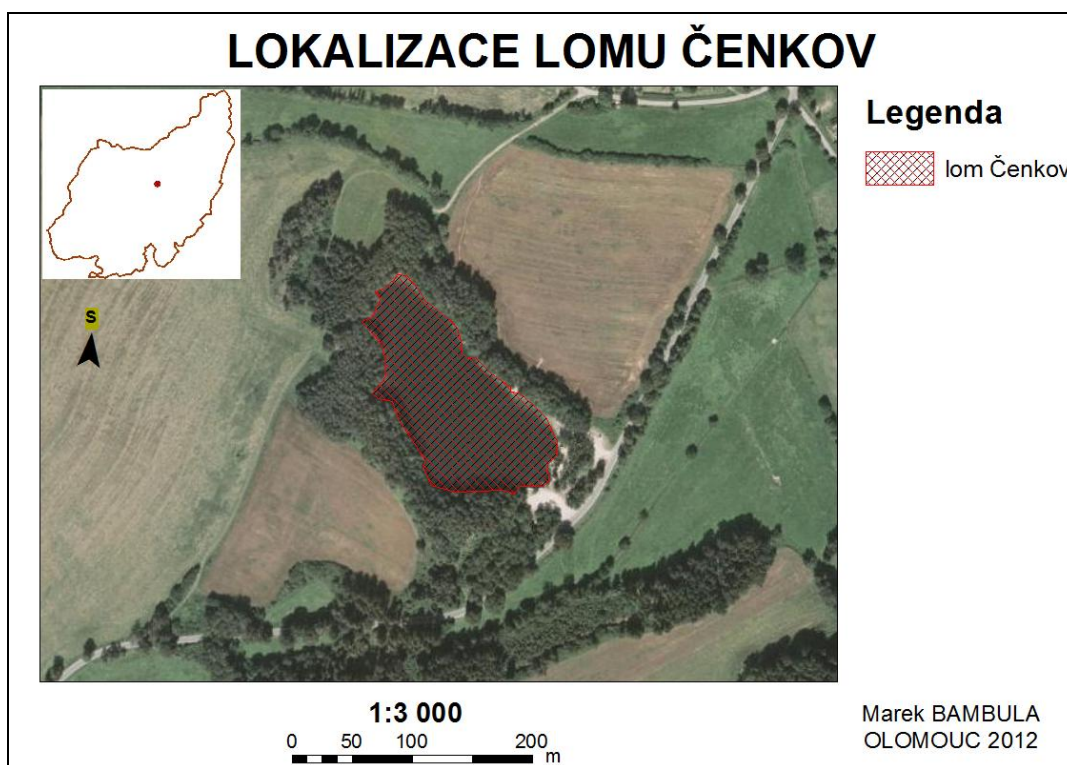 LOKALIZACE LOMU ČENKOV
Legenda
lom Čenkov
S
1:3 000
0 50 100 200
m
Marek BAMBULA
OLOMOUC 2012